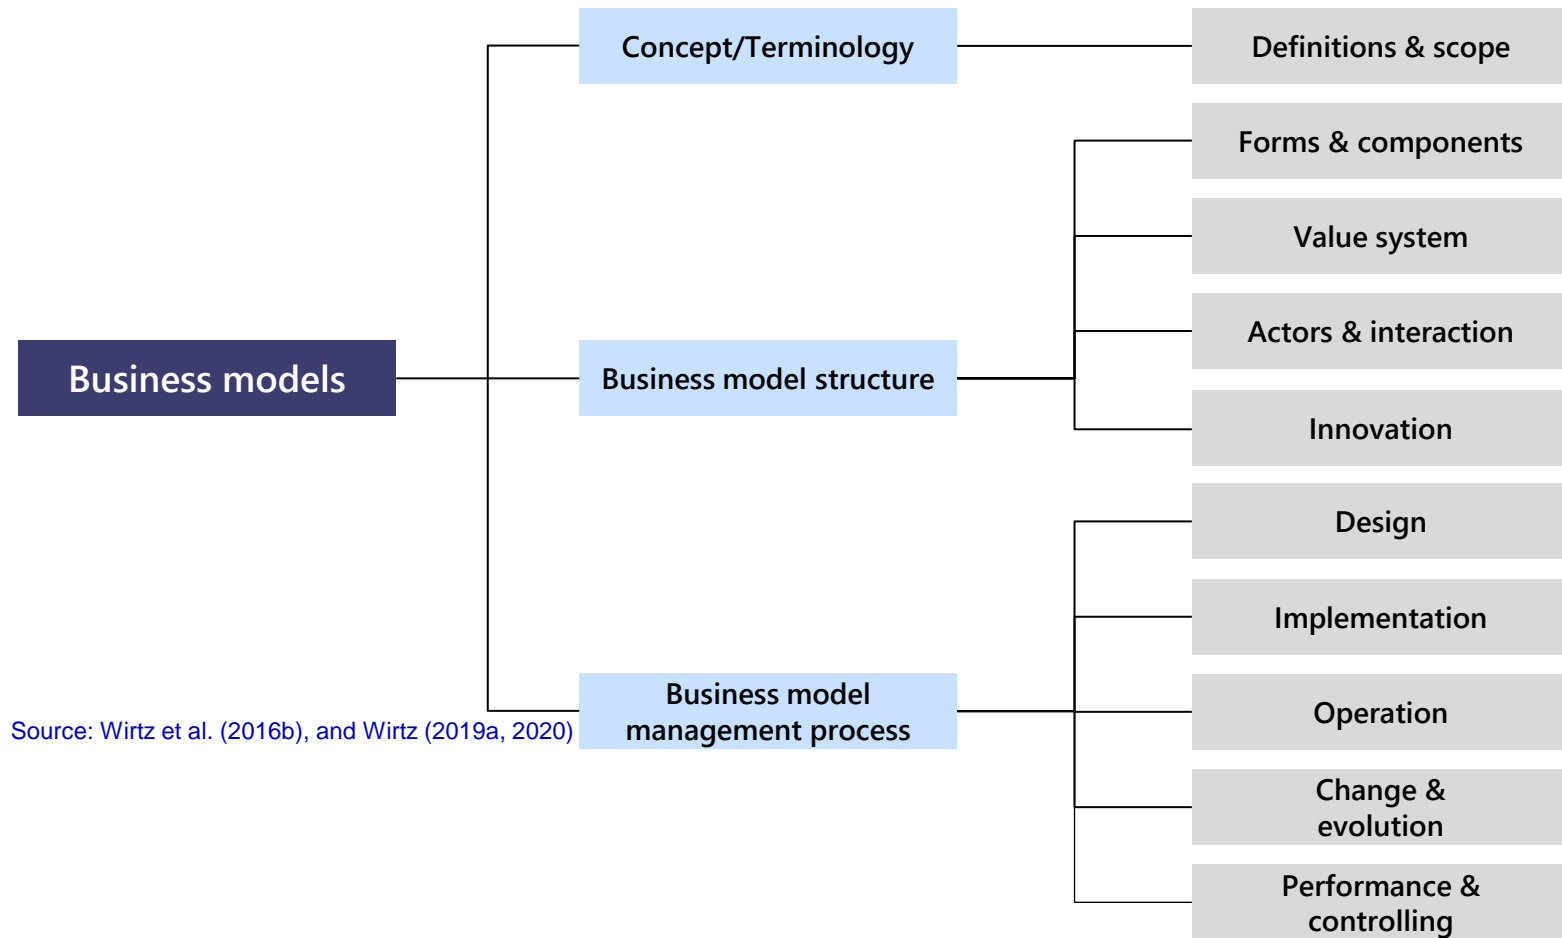 Concept/Terminology
Definitions & scope
Forms & components
Value system
Actors & interaction
Business models
Business model structure
Innovation
Design
Implementation
Business model
management process
Source: Wirtz et al. (2016b), and Wirtz (2019a, 2020)
Operation
Change &
evolution
Performance &
controlling